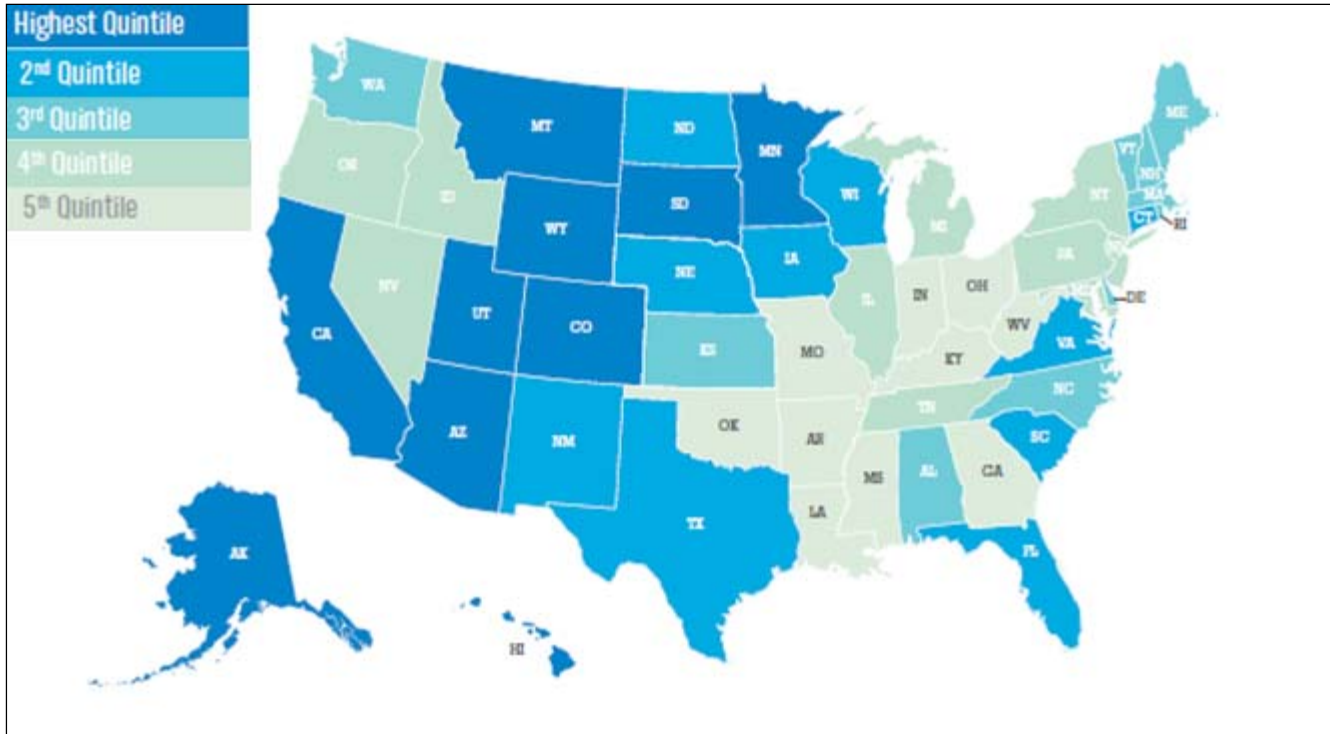 Highest Quintile
2nd Quintile
3rd Quintile
4th Quintile
5th Quintile
WA
MT
ND
MN
ME
VT
NH
OR
ID
SD
WI
MI
NY
MA
CT
RI
WY
IA
PA
NJ
NE
NV
UT
CO
IL
IN
OH
MD
DE
CA
KS
MO
WV
VA
KY
NC
TN
AZ
NM
OK
AR
SC
MS
AL
GA
TX
LA
FL
AK
HI